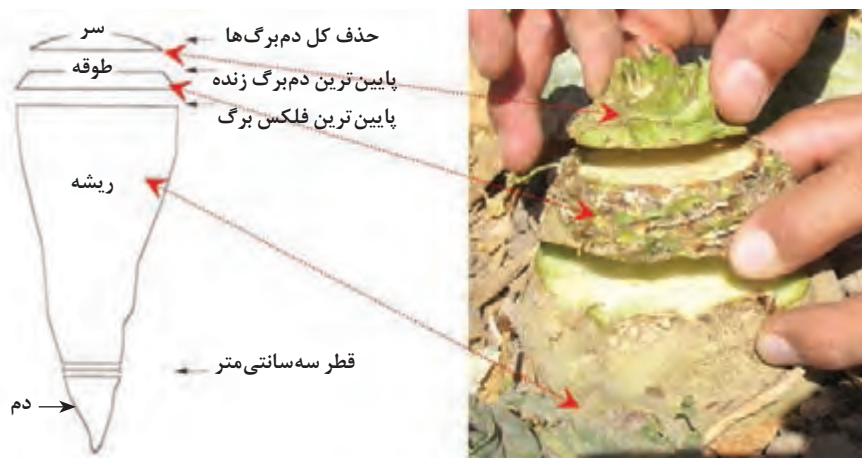 سر
حذف کل دم‌برگ‌ها
طوقه
پایین‌ترین دم‌برگ زنده
پایین‌ترین فلکس برگ
ریشه
قطر سه‌سانتی‌متر
دم